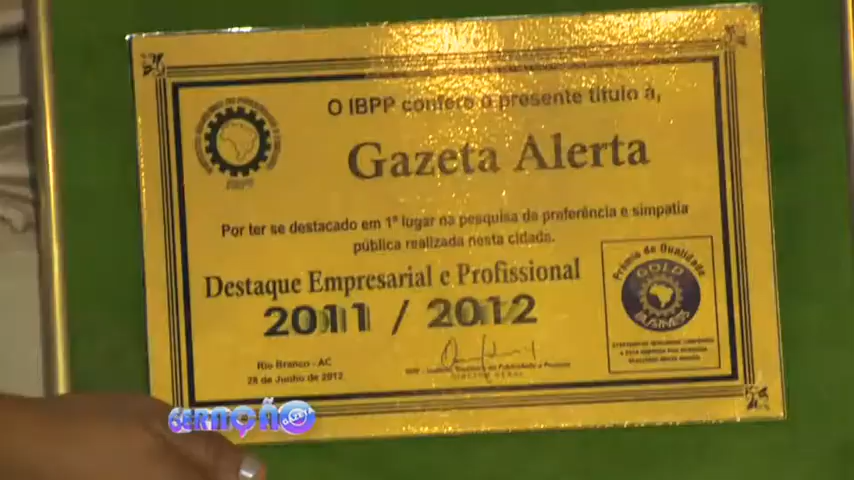 O IBPP confere o presente título à,
Gazeta Alerta
Por ter se destacado em 1º lugar na pesquisa de preferência e simpatia
pública realizada nesta cidade.
Destaque Empresarial e Profissional
2011 / 2012
Prêmio de Qualidade
GOLD
BUSINESS
Rio Branco - AC
28 de Junho de 2012
IBPP